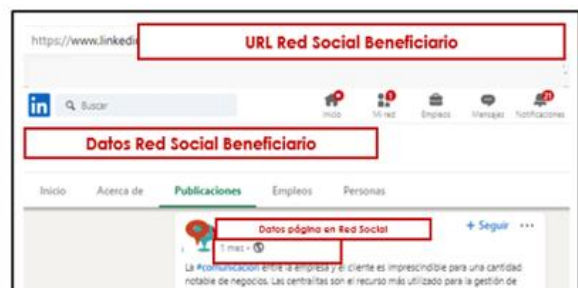 https://www.linkedi
URL Red Social Beneficiario
in
Buscar
Inicio
Mi red
Empleos
Mensajes
Notificaciones
Datos Red Social Beneficiario
Inicio
Acerca de
Publicaciones
Empleos
Personas
Datos página en Red Social
+ Seguir ...
1 mes •
La #comunicación entre la empresa y el cliente es imprescindible para una cantidad
notable de negocios. Las centralitas son el recurso más utilizado para la gestión de